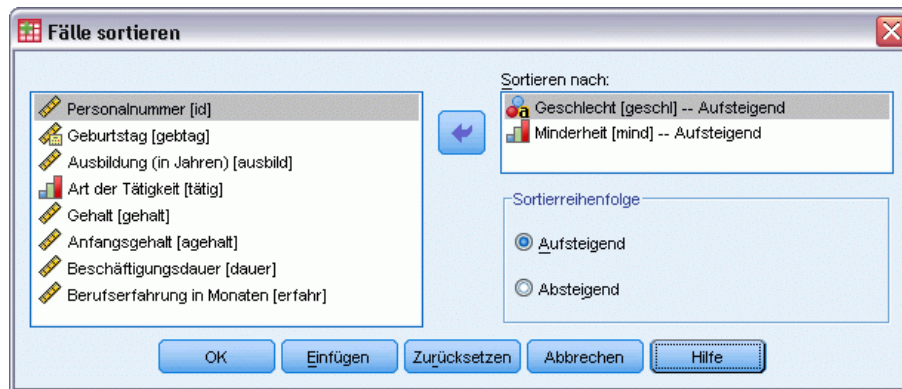 Fälle sortieren
Personalnummer [id]
Geburtstag [gebtag]
Ausbildung (in Jahren) [ausbild]
Art der Tätigkeit [tätig]
Gehalt [gehalt]
Anfangsgehalt [agehalt]
Beschäftigungsdauer [dauer]
Berufserfahrung in Monaten [erfahr]
Sortieren nach:
Geschlecht [geschl] -- Aufsteigend
Minderheit [mind] -- Aufsteigend
Sortierreihenfolge
Aufsteigend
Absteigend
OK Einfügen Zurücksetzen Abbrechen Hilfe